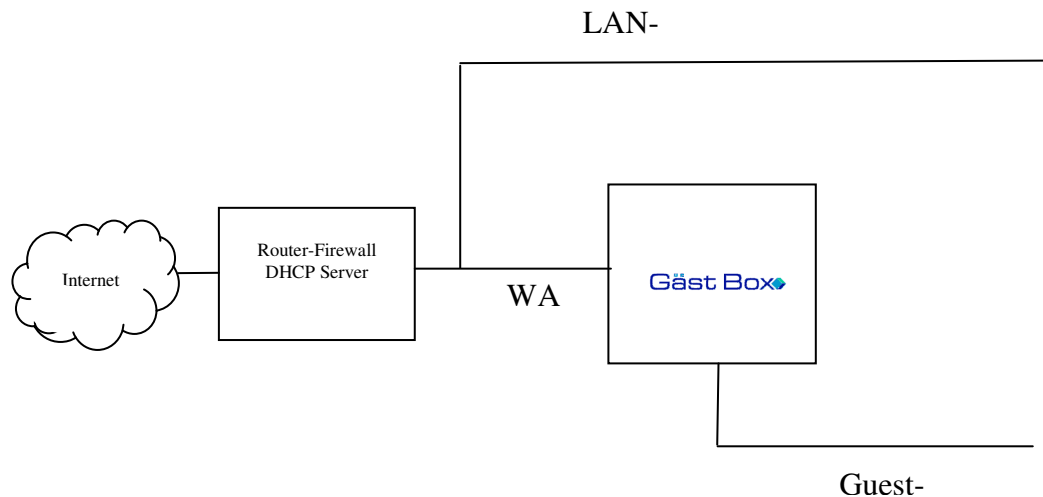 LAN-
Internet
Router-Firewall
DHCP Server
WA
Gäst Box
Guest-